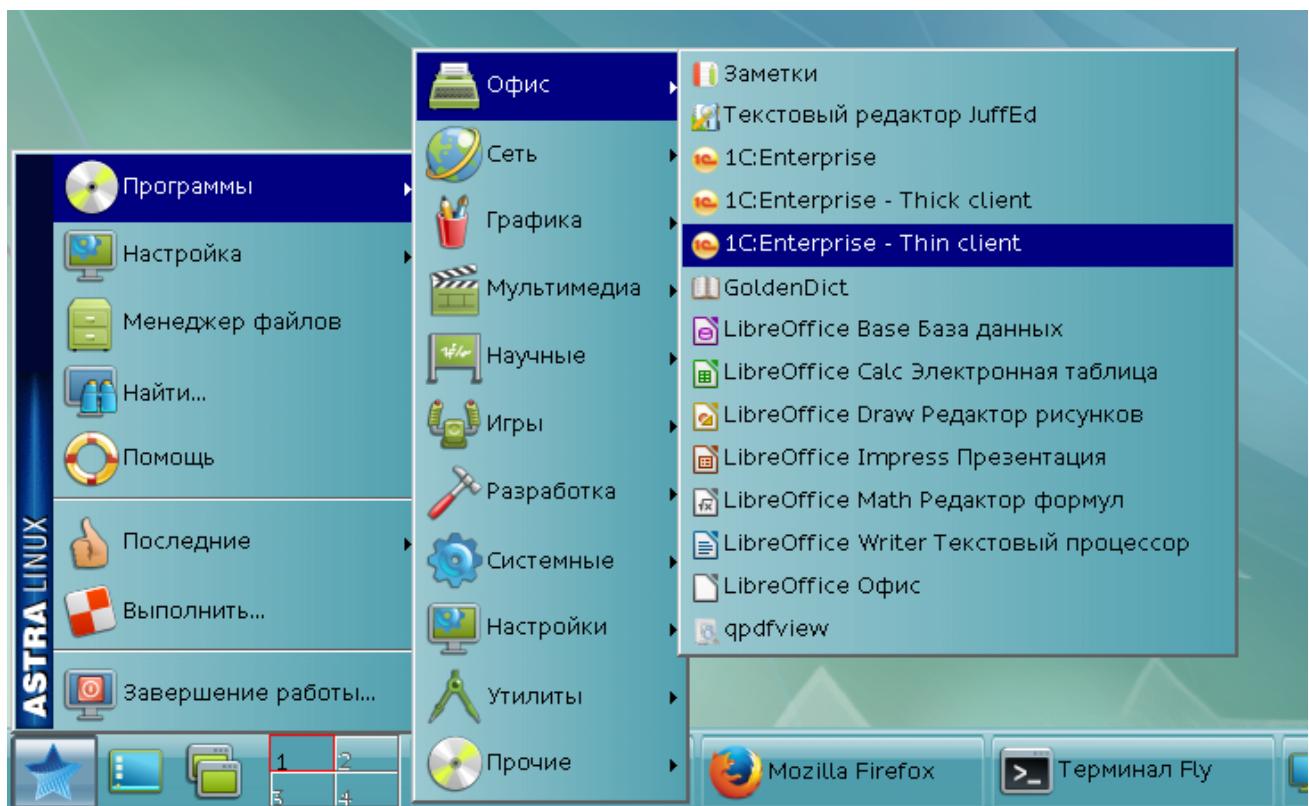 ASTRA LINUX
Программы
Настройка
Менеджер файлов
Найти...
Помощь
Последние
Выполнить...
Завершение работы...
Офис
Сеть
Графика
Мультимедиа
Научные
Игры
Разработка
Системные
Настройки
Утилиты
Прочие
Заметки
Текстовый редактор JuffEd
1C:Enterprise
1C:Enterprise - Thick client
1C:Enterprise - Thin client
GoldenDict
LibreOffice Base База данных
LibreOffice Calc Электронная таблица
LibreOffice Draw Редактор рисунков
LibreOffice Impress Презентация
LibreOffice Math Редактор формул
LibreOffice Writer Текстовый процессор
LibreOffice Офис
qpdfview
1 2
3 4
Mozilla Firefox
Терминал Fly